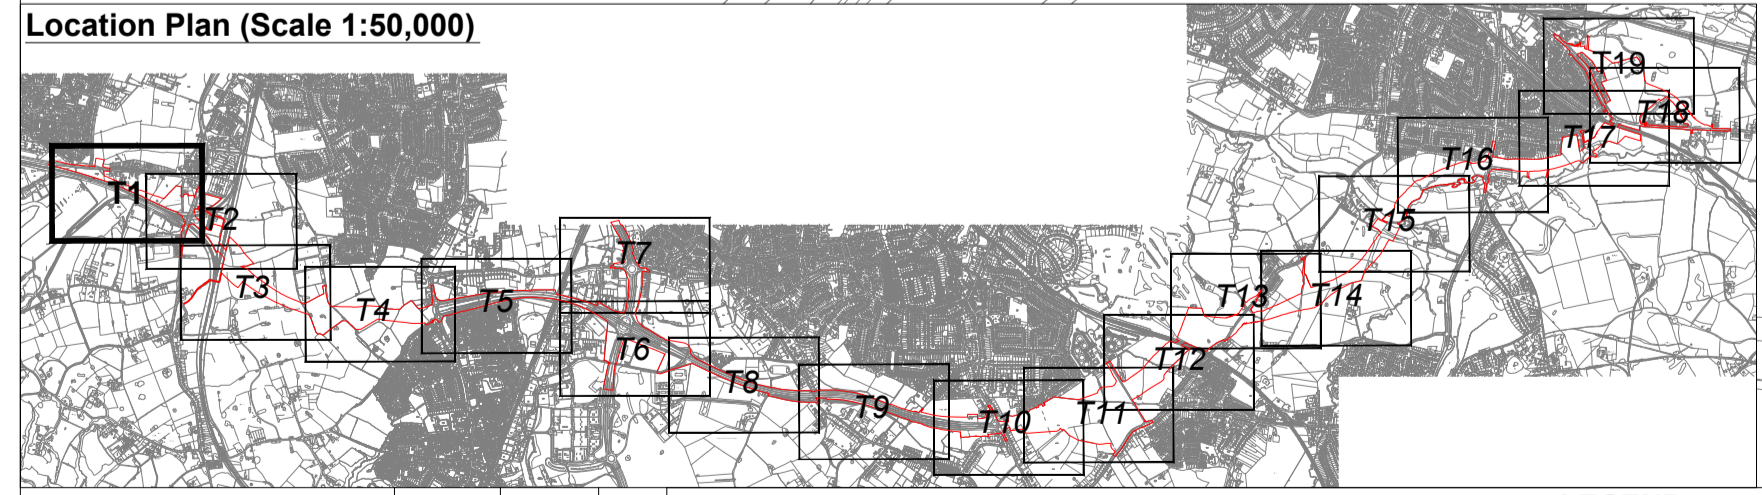 Location Plan (Scale 1:50,000)
T1
T2
T3
T4
T5
T6
T7
T8
T9
T10
T11
T12
T13
T14
T15
T16
T17
T18
T19